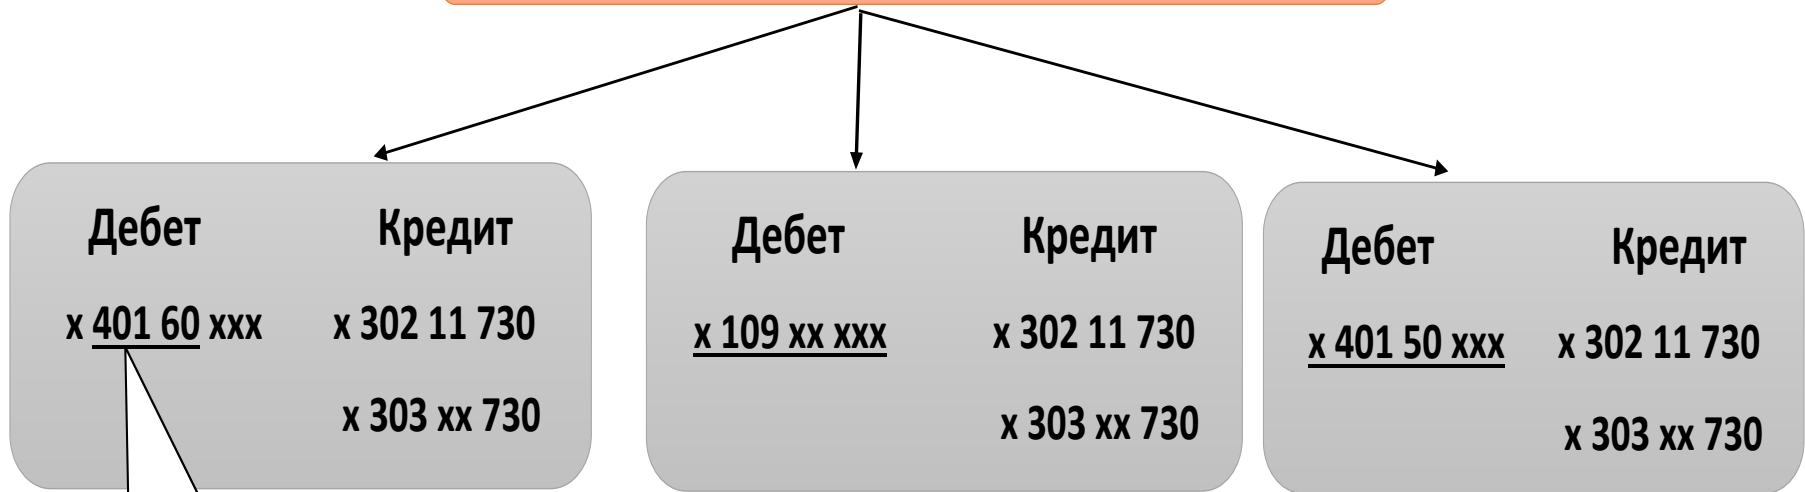 Дебет Кредит
х 401 60 ххх х 302 11 730
х 303 хх 730
Дебет Кредит
х 109 хх ххх х 302 11 730
х 303 хх 730
Дебет Кредит
х 401 50 ххх х 302 11 730
х 303 хх 730